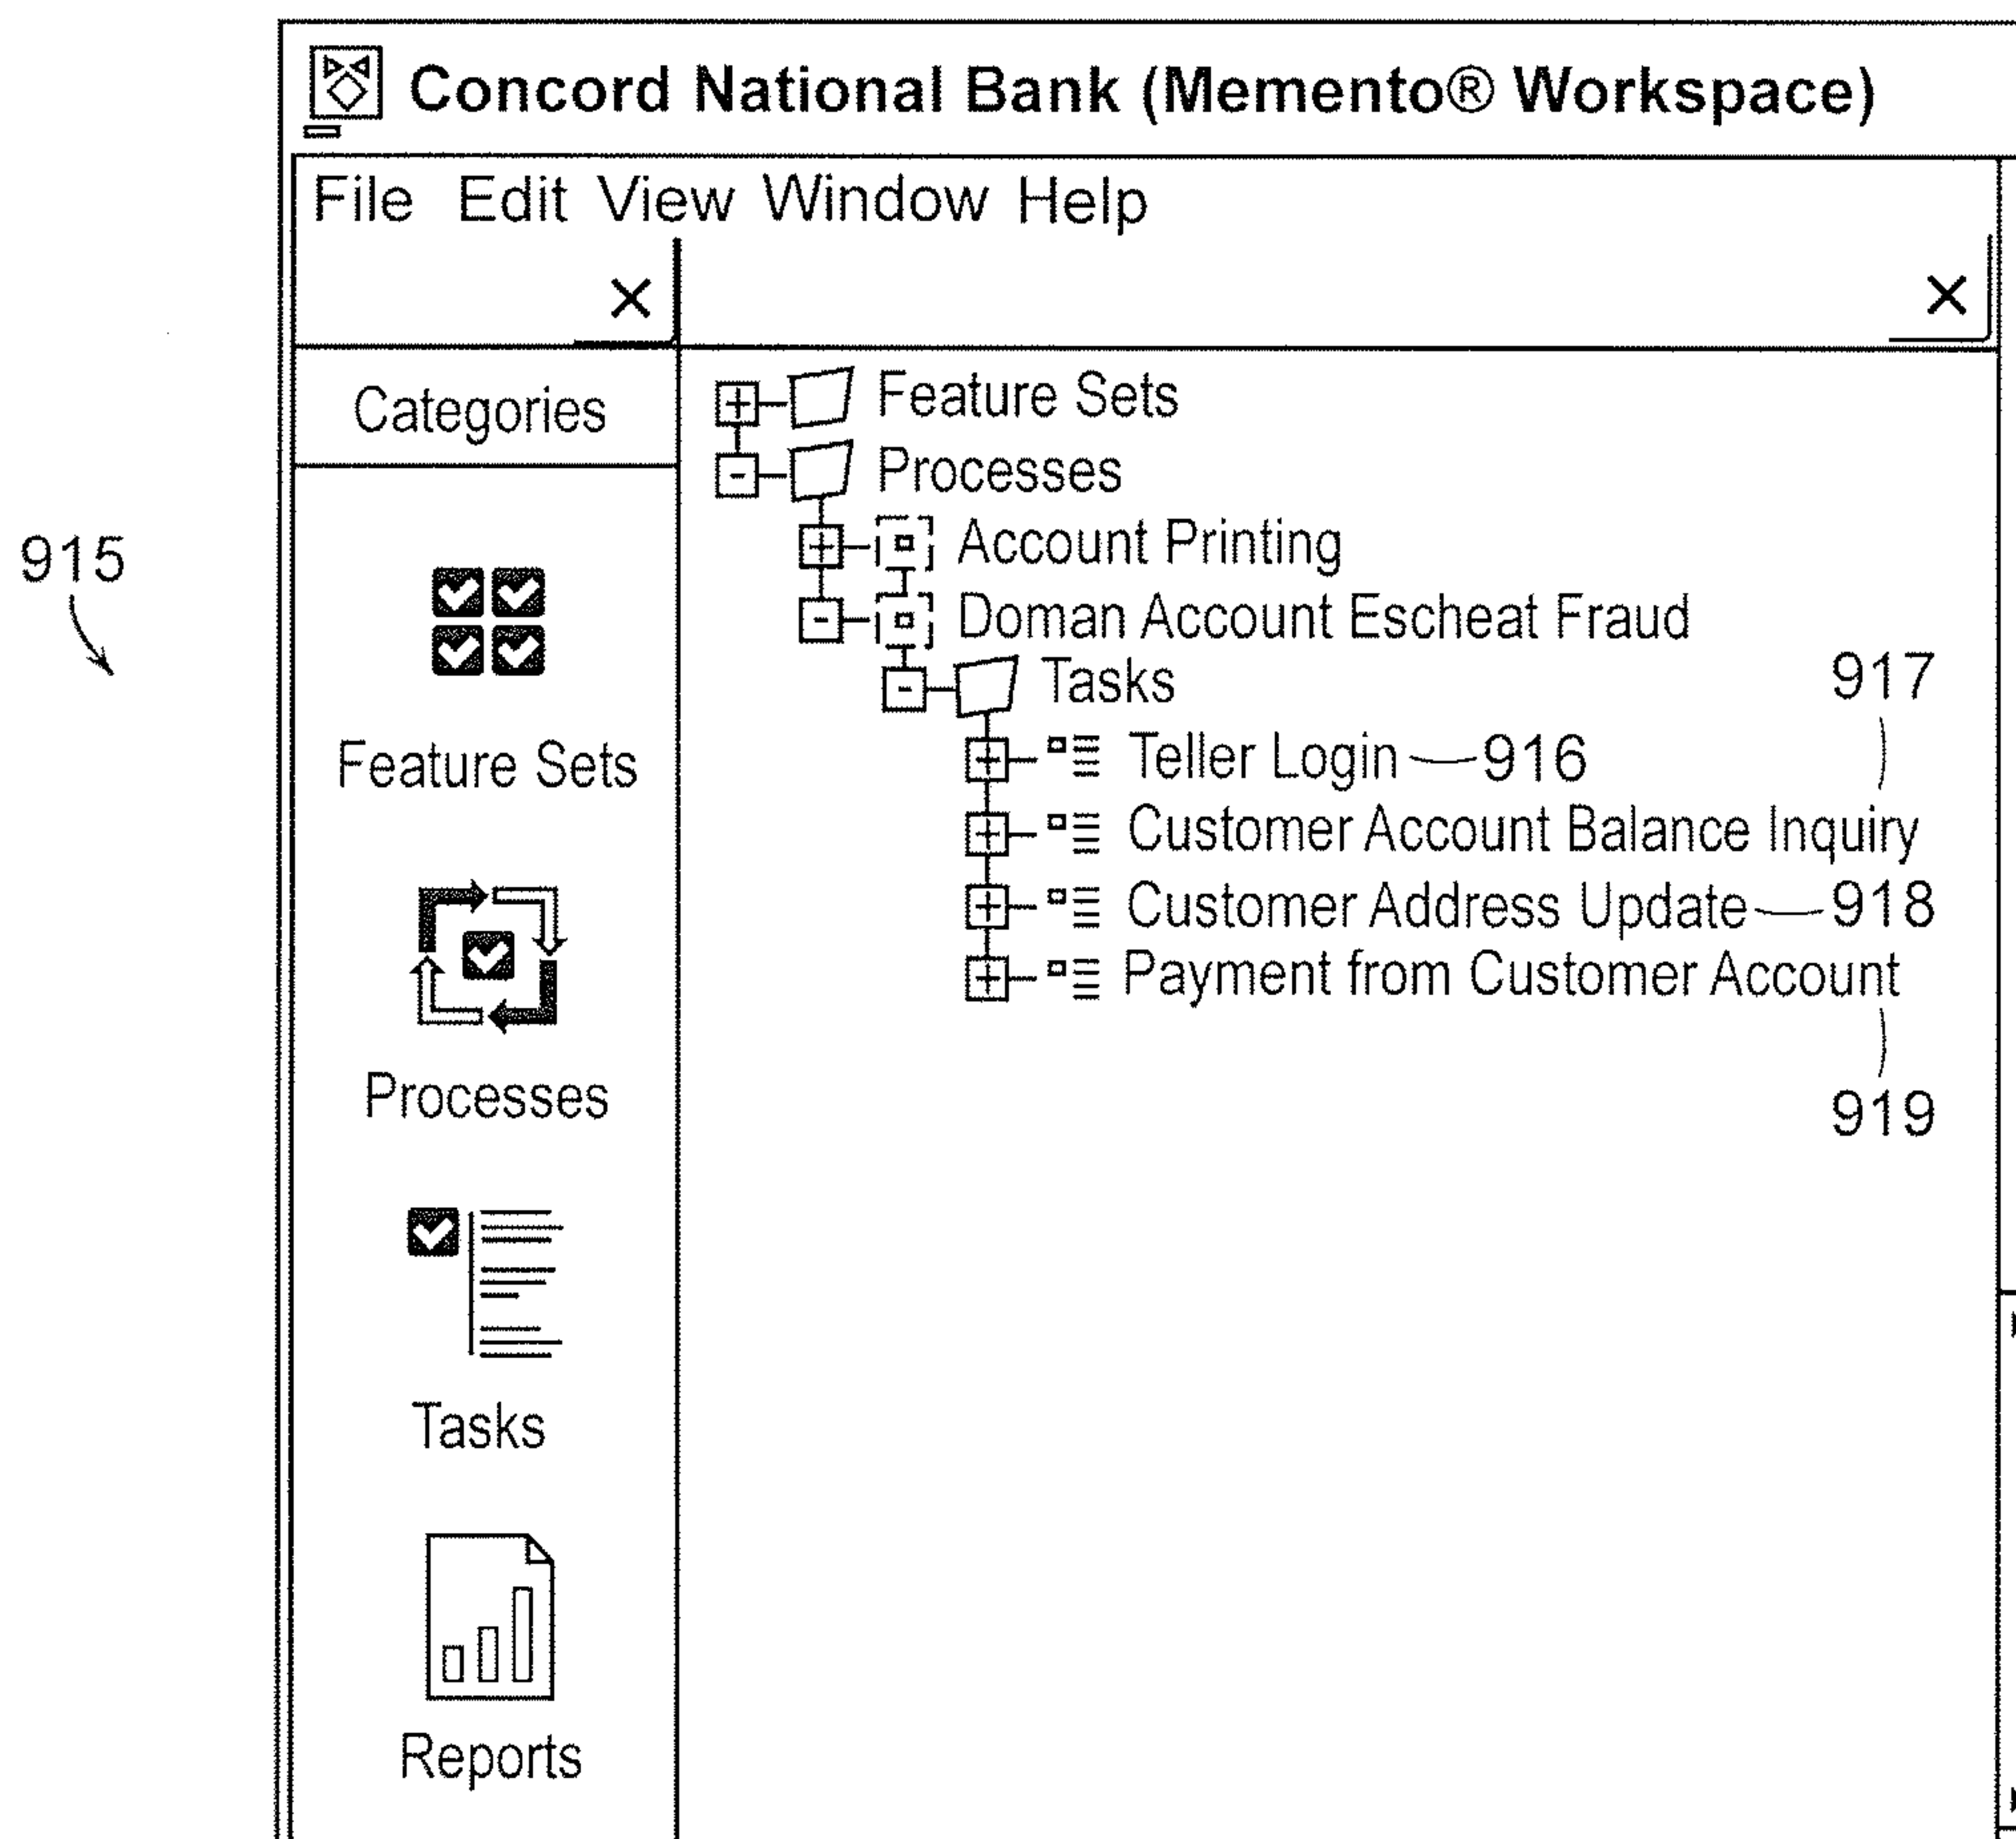 Concord National Bank (Memento® Workspace)
File Edit View Window Help
Categories
Feature Sets
Processes
Tasks
Reports
Feature Sets
Processes
Account Printing
Doman Account Escheat Fraud
Tasks
Teller Login 916
917
Customer Account Balance Inquiry
Customer Address Update 918
Payment from Customer Account
919
915